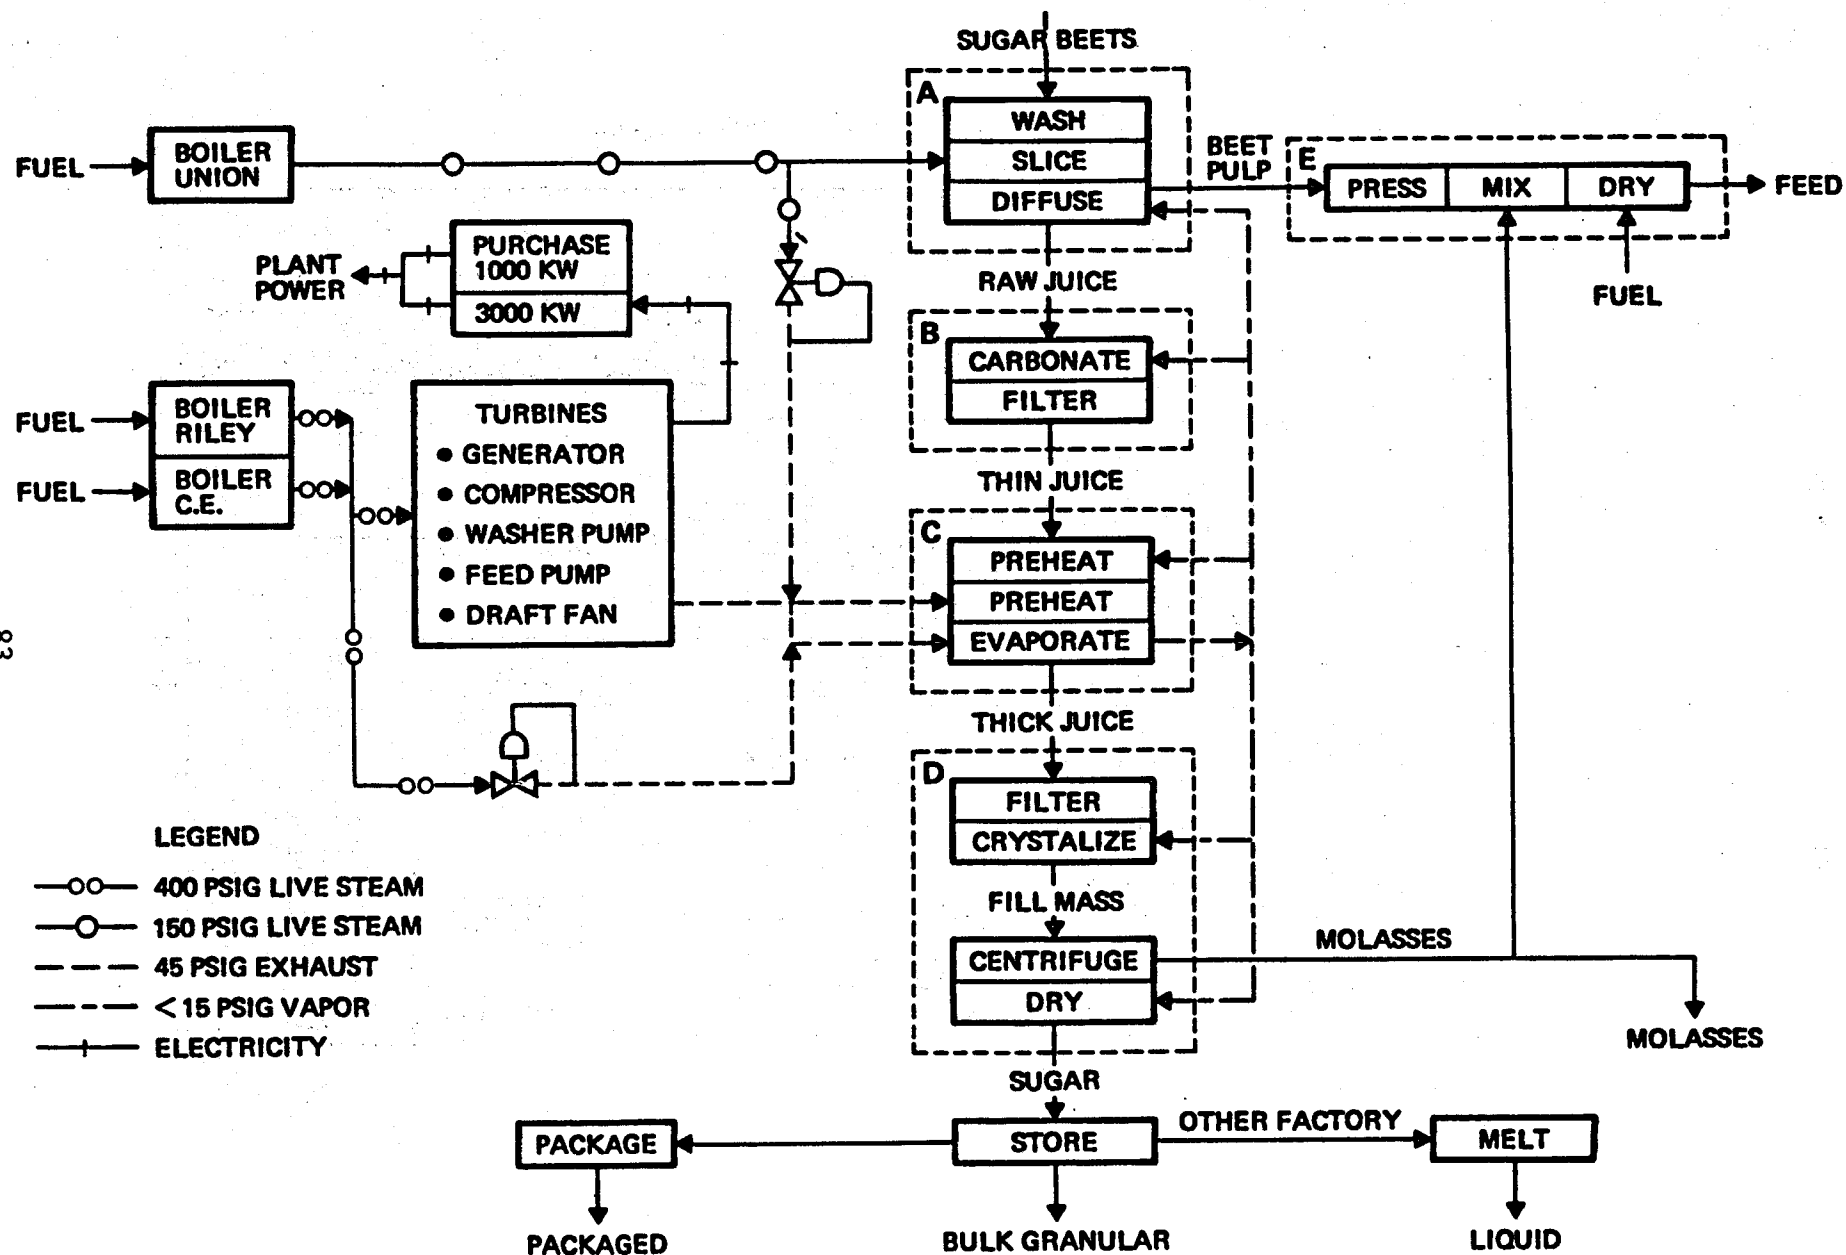 SUGAR BEETS
A
WASH
SLICE
DIFFUSE
BEET
PULP
E
PRESS
MIX
DRY
FEED
FUEL
FUEL
BOILER
UNION
PURCHASE
1000 KW
3000 KW
PLANT
POWER
RAW JUICE
B
CARBONATE
FILTER
THIN JUICE
FUEL
BOILER
RILEY
FUEL
BOILER
C.E.
TURBINES
● GENERATOR
● COMPRESSOR
● WASHER PUMP
● FEED PUMP
● DRAFT FAN
C
PREHEAT
PREHEAT
EVAPORATE
THICK JUICE
D
FILTER
CRYSTALIZE
FILL MASS
CENTRIFUGE
DRY
MOLASSES
MOLASSES
SUGAR
STORE
OTHER FACTORY
MELT
LIQUID
BULK GRANULAR
PACKAGE
PACKAGED
LEGEND
400 PSIG LIVE STEAM
150 PSIG LIVE STEAM
45 PSIG EXHAUST
< 15 PSIG VAPOR
ELECTRICITY
83